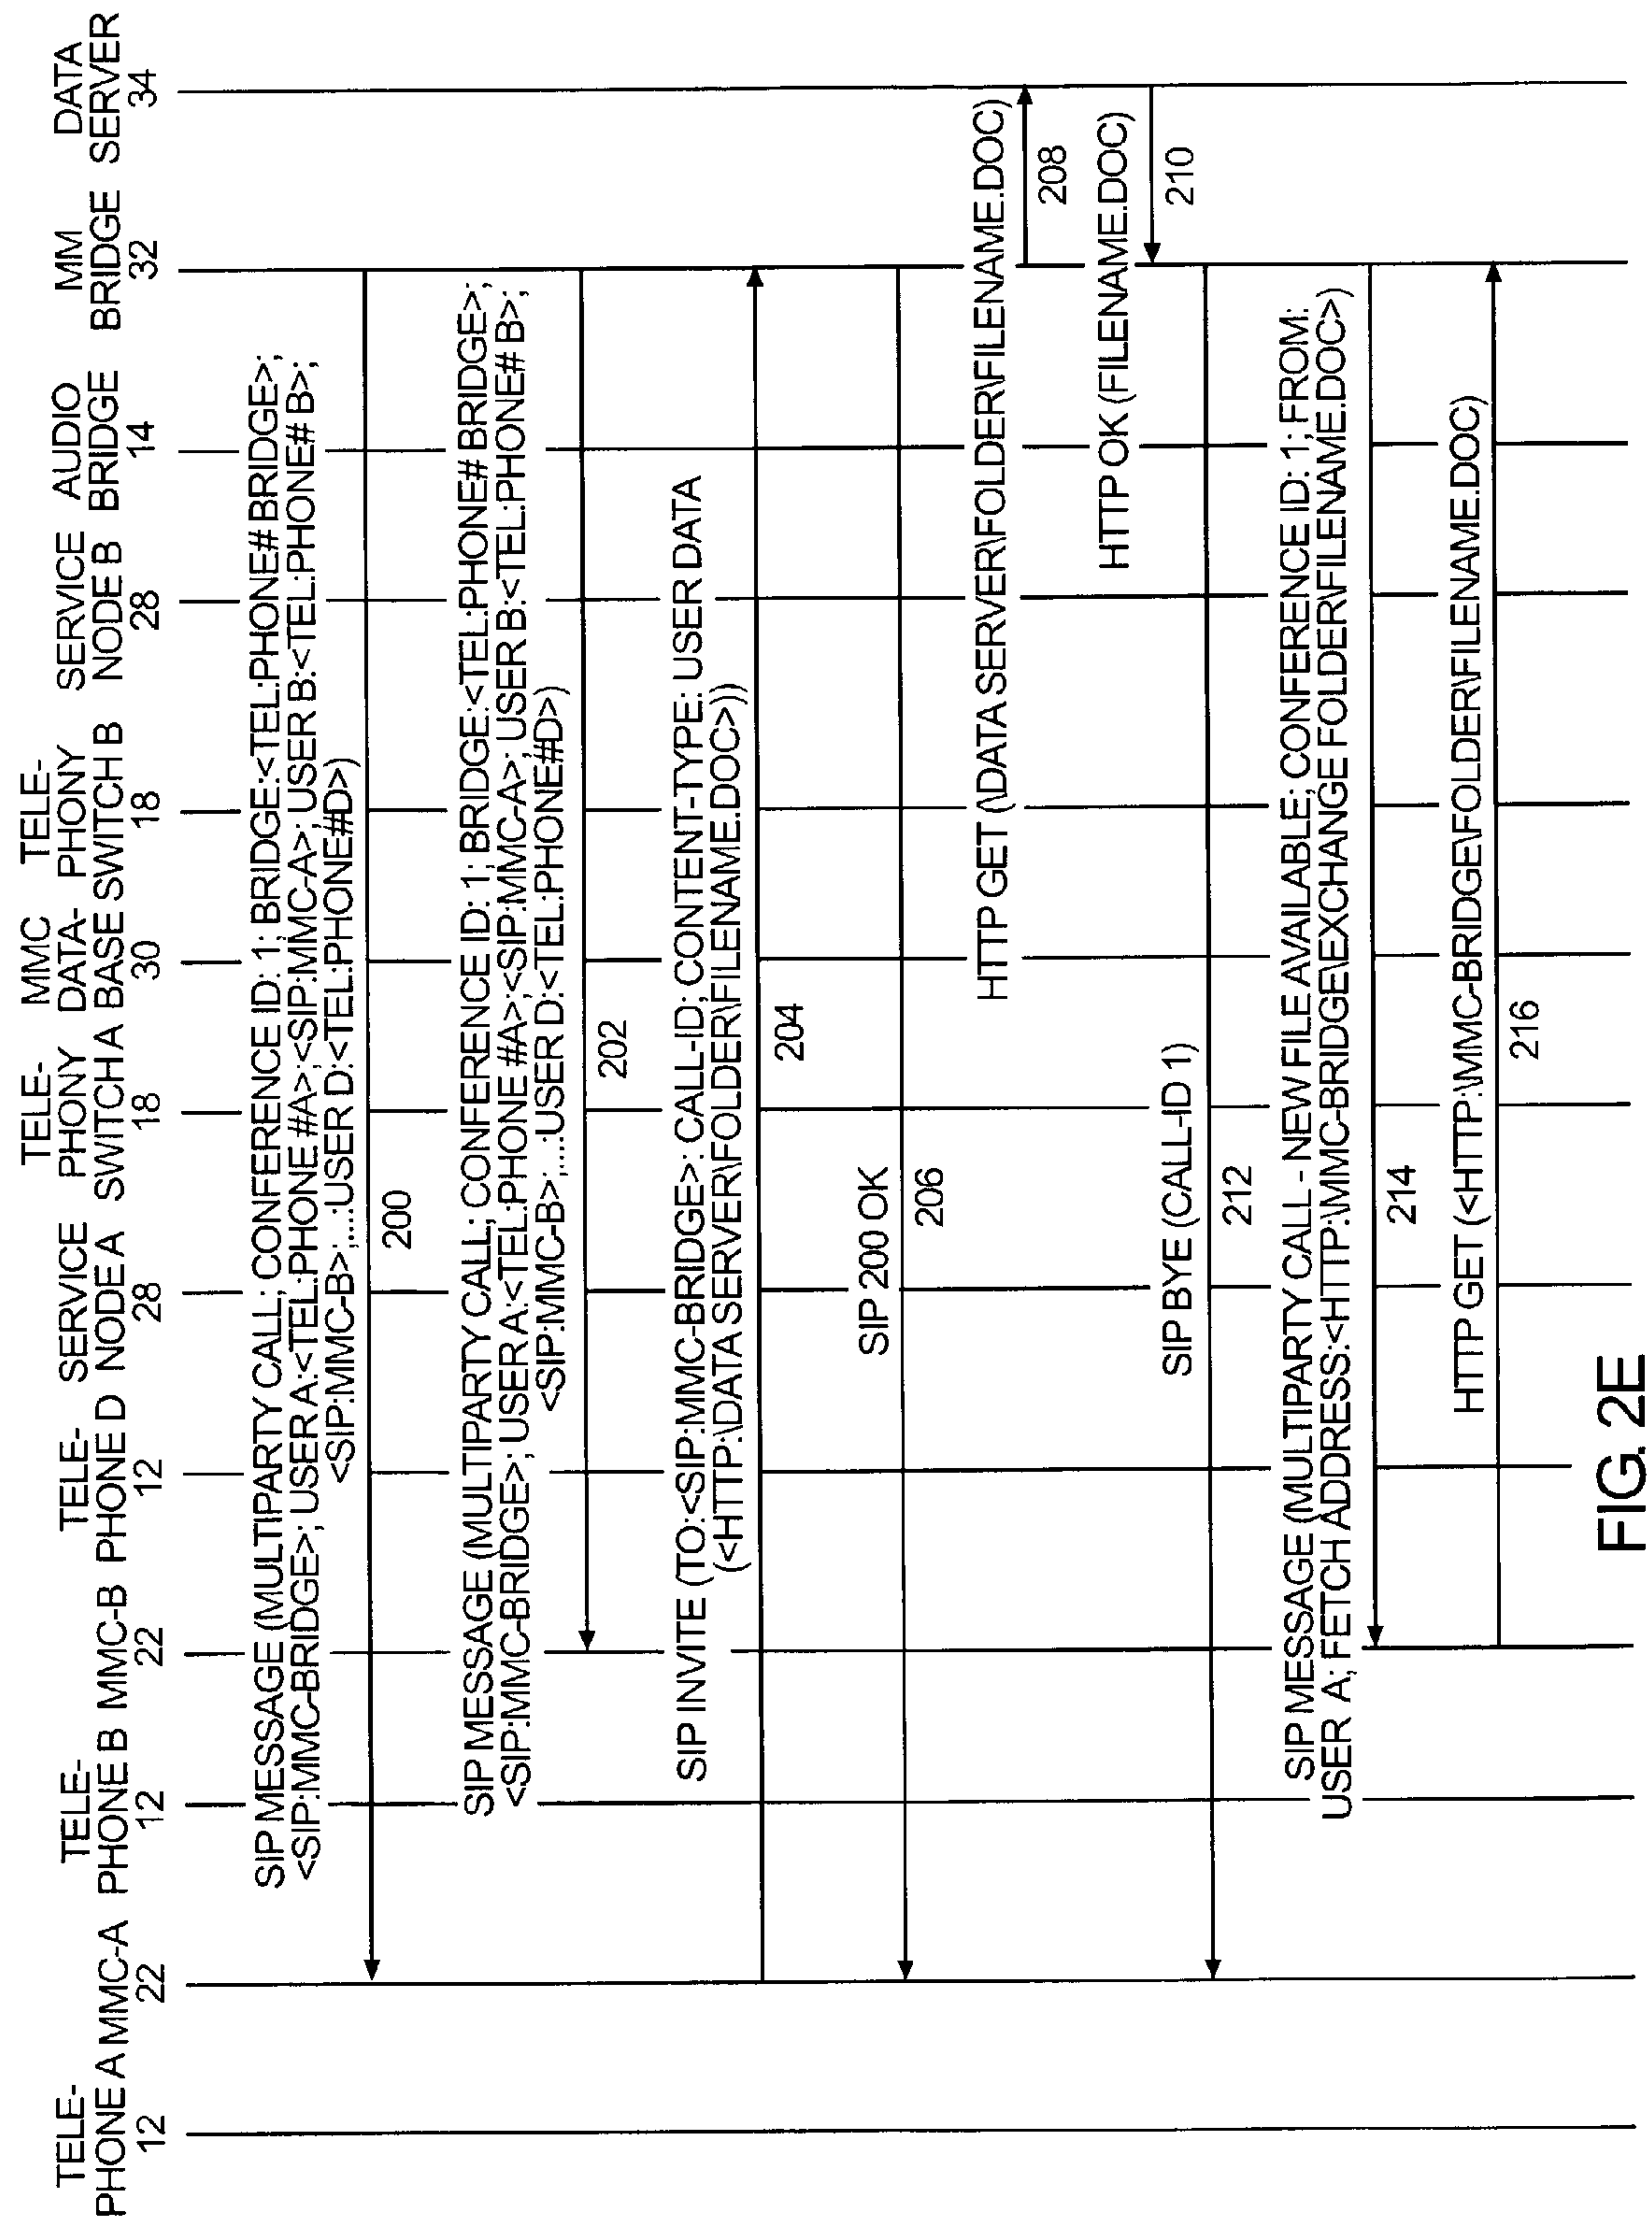 TELE-
PHONE A
12
MMC-A
22
TELE-
PHONE B
12
MMC-B
22
TELE-
PHONE D
12
SERVICE
NODE A
28
TELE-
PHONY
SWITCH A
18
MMC
DATA-
BASE
30
TELE-
PHONY
SWITCH B
18
SERVICE
NODE B
28
AUDIO
BRIDGE
14
MM
BRIDGE
32
DATA
SERVER
34
SIP MESSAGE (MULTIPARTY CALL; CONFERENCE ID: 1; BRIDGE:<TEL:PHONE# BRIDGE>;
<SIP:MMC-BRIDGE>; USER A:<TEL:PHONE #A>;<SIP:MMC-A>; USER B:<TEL:PHONE# B>;
<SIP:MMC-B>;....:USER D:<TEL:PHONE#D>)
200
SIP MESSAGE (MULTIPARTY CALL; CONFERENCE ID: 1; BRIDGE:<TEL:PHONE# BRIDGE>;
<SIP:MMC-BRIDGE>; USER A:<TEL:PHONE #A>;<SIP:MMC-A>; USER B:<TEL:PHONE# B>;
<SIP:MMC-B>;....:USER D:<TEL:PHONE#D>)
202
SIP INVITE (TO:<SIP:MMC-BRIDGE>: CALL-ID; CONTENT-TYPE: USER DATA
(<HTTP:\DATA SERVER\FOLDER\FILENAME.DOC>))
204
SIP 200 OK
206
HTTP GET (\DATA SERVER\FOLDER\FILENAME.DOC)
208
HTTP OK (FILENAME.DOC)
210
SIP BYE (CALL-ID 1)
212
SIP MESSAGE (MULTIPARTY CALL - NEW FILE AVAILABLE; CONFERENCE ID: 1; FROM:
USER A; FETCH ADDRESS:<HTTP:\MMC-BRIDGE\EXCHANGE FOLDER\FILENAME.DOC>)
214
HTTP GET (<HTTP:\MMC-BRIDGE\FOLDER\FILENAME.DOC)
216
FIG. 2E